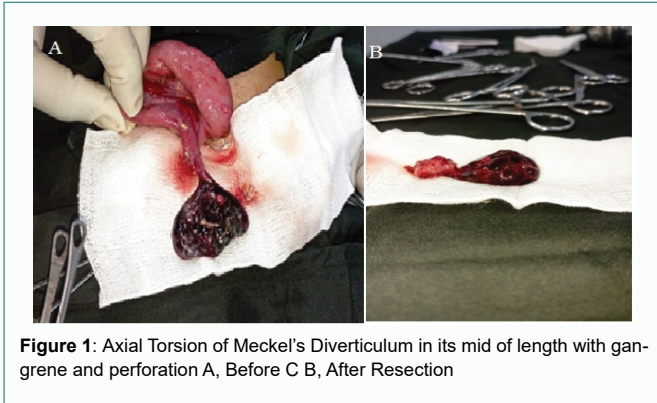 A
B
Figure 1: Axial Torsion of Meckel's Diverticulum in its mid of length with gan-
grene and perforation A, Before C B, After Resection